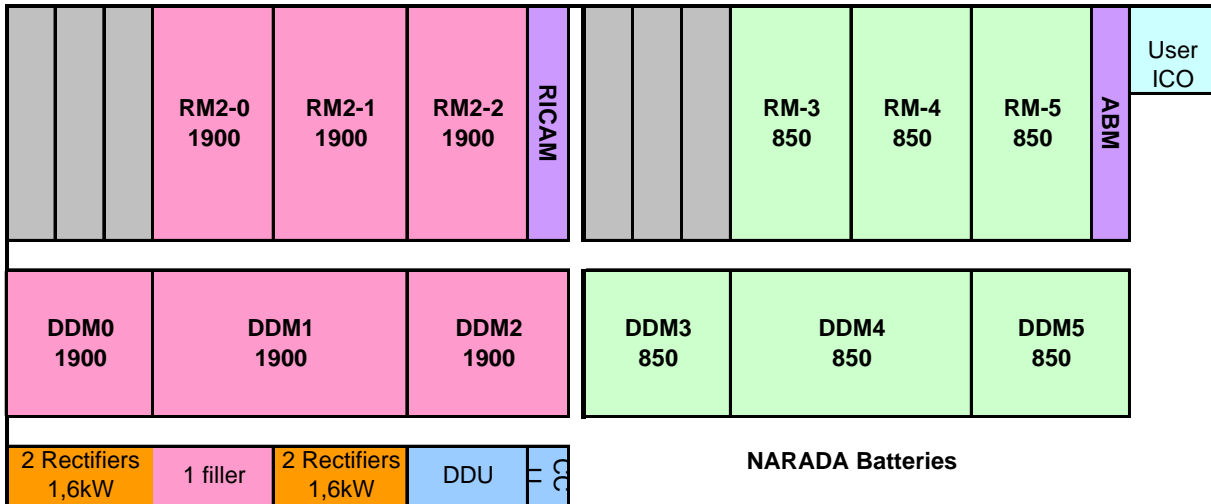 RM2-0
1900
RM2-1
1900
RM2-2
1900
RICAM
RM-3
850
RM-4
850
RM-5
850
ABM
User
ICO
DDM0
1900
DDM1
1900
DDM2
1900
DDM3
850
DDM4
850
DDM5
850
2 Rectifiers
1,6kW
1 filler
2 Rectifiers
1,6kW
DDU
CC
NARADA Batteries